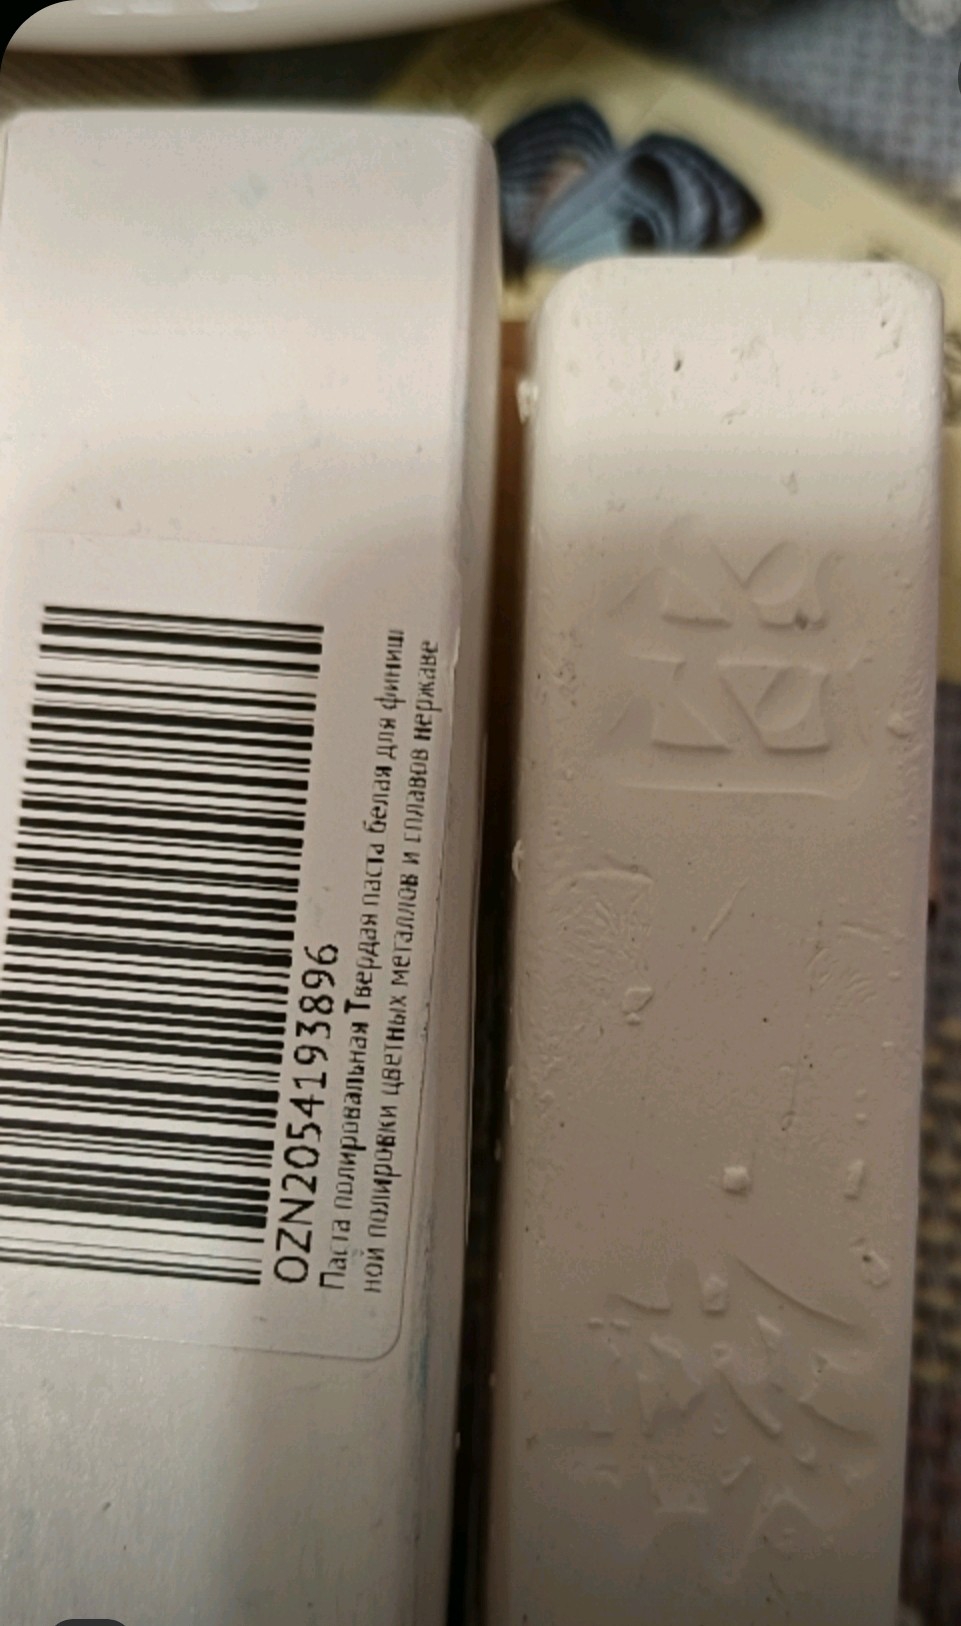 OZN2054193896
Паста полировальная Твердая паста белая для финиш
ной полировки цветных металлов и сплавов нержаве